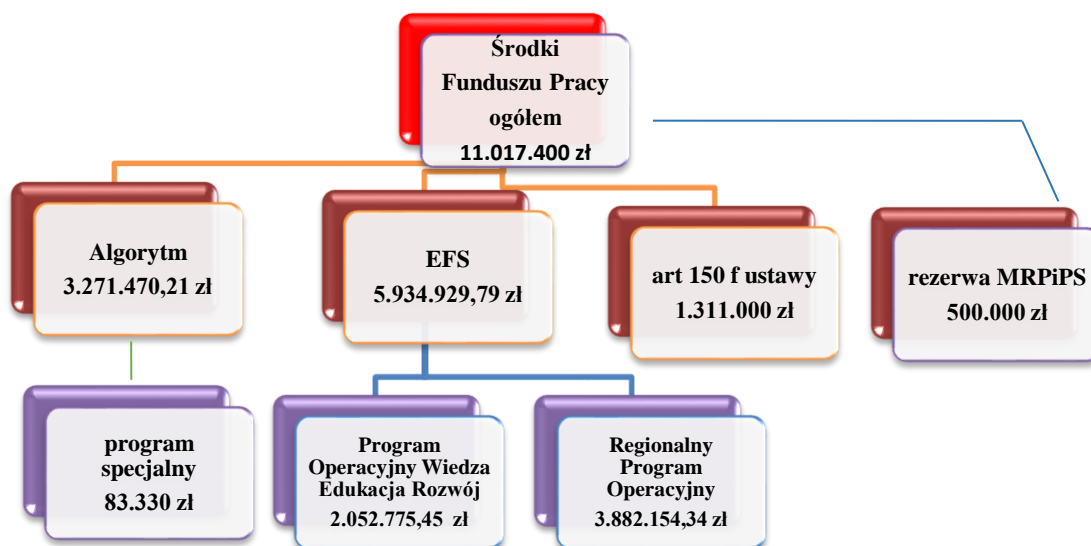 Środki
Funduszu Pracy
ogółem
11.017.400 zł
Algorytm
3.271.470,21 zł
EFS
5.934.929,79 zł
art 150 f ustawy
1.311.000 zł
rezerwa MRPiPS
500.000 zł
program
specjalny
83.330 zł
Program
Operacyjny Wiedza
Edukacja Rozwój
2.052.775,45 zł
Regionalny
Program
Operacyjny
3.882.154,34 zł